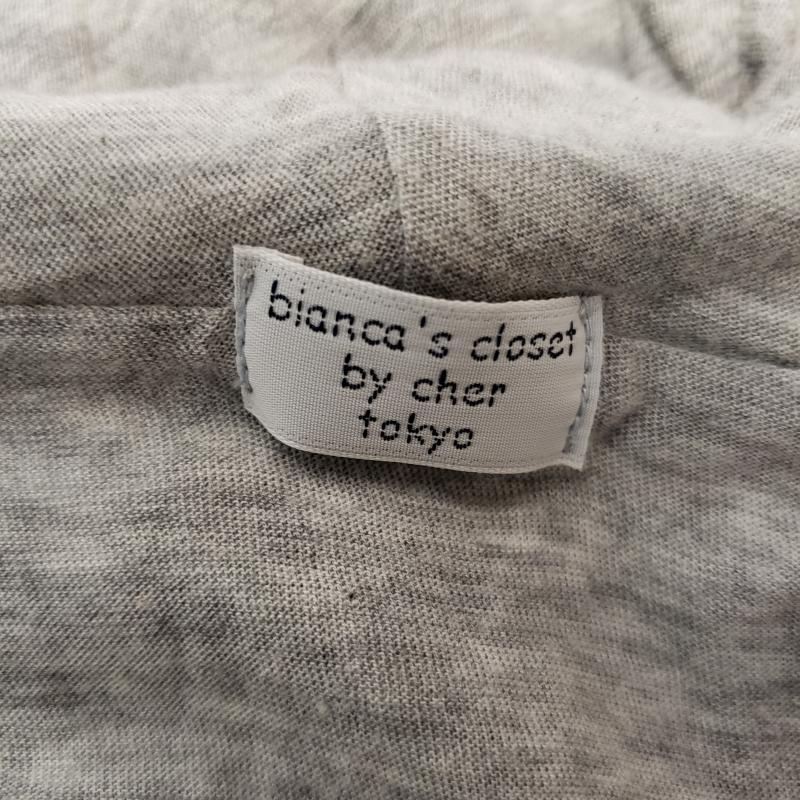 bianca's closet
by cher
tokyo